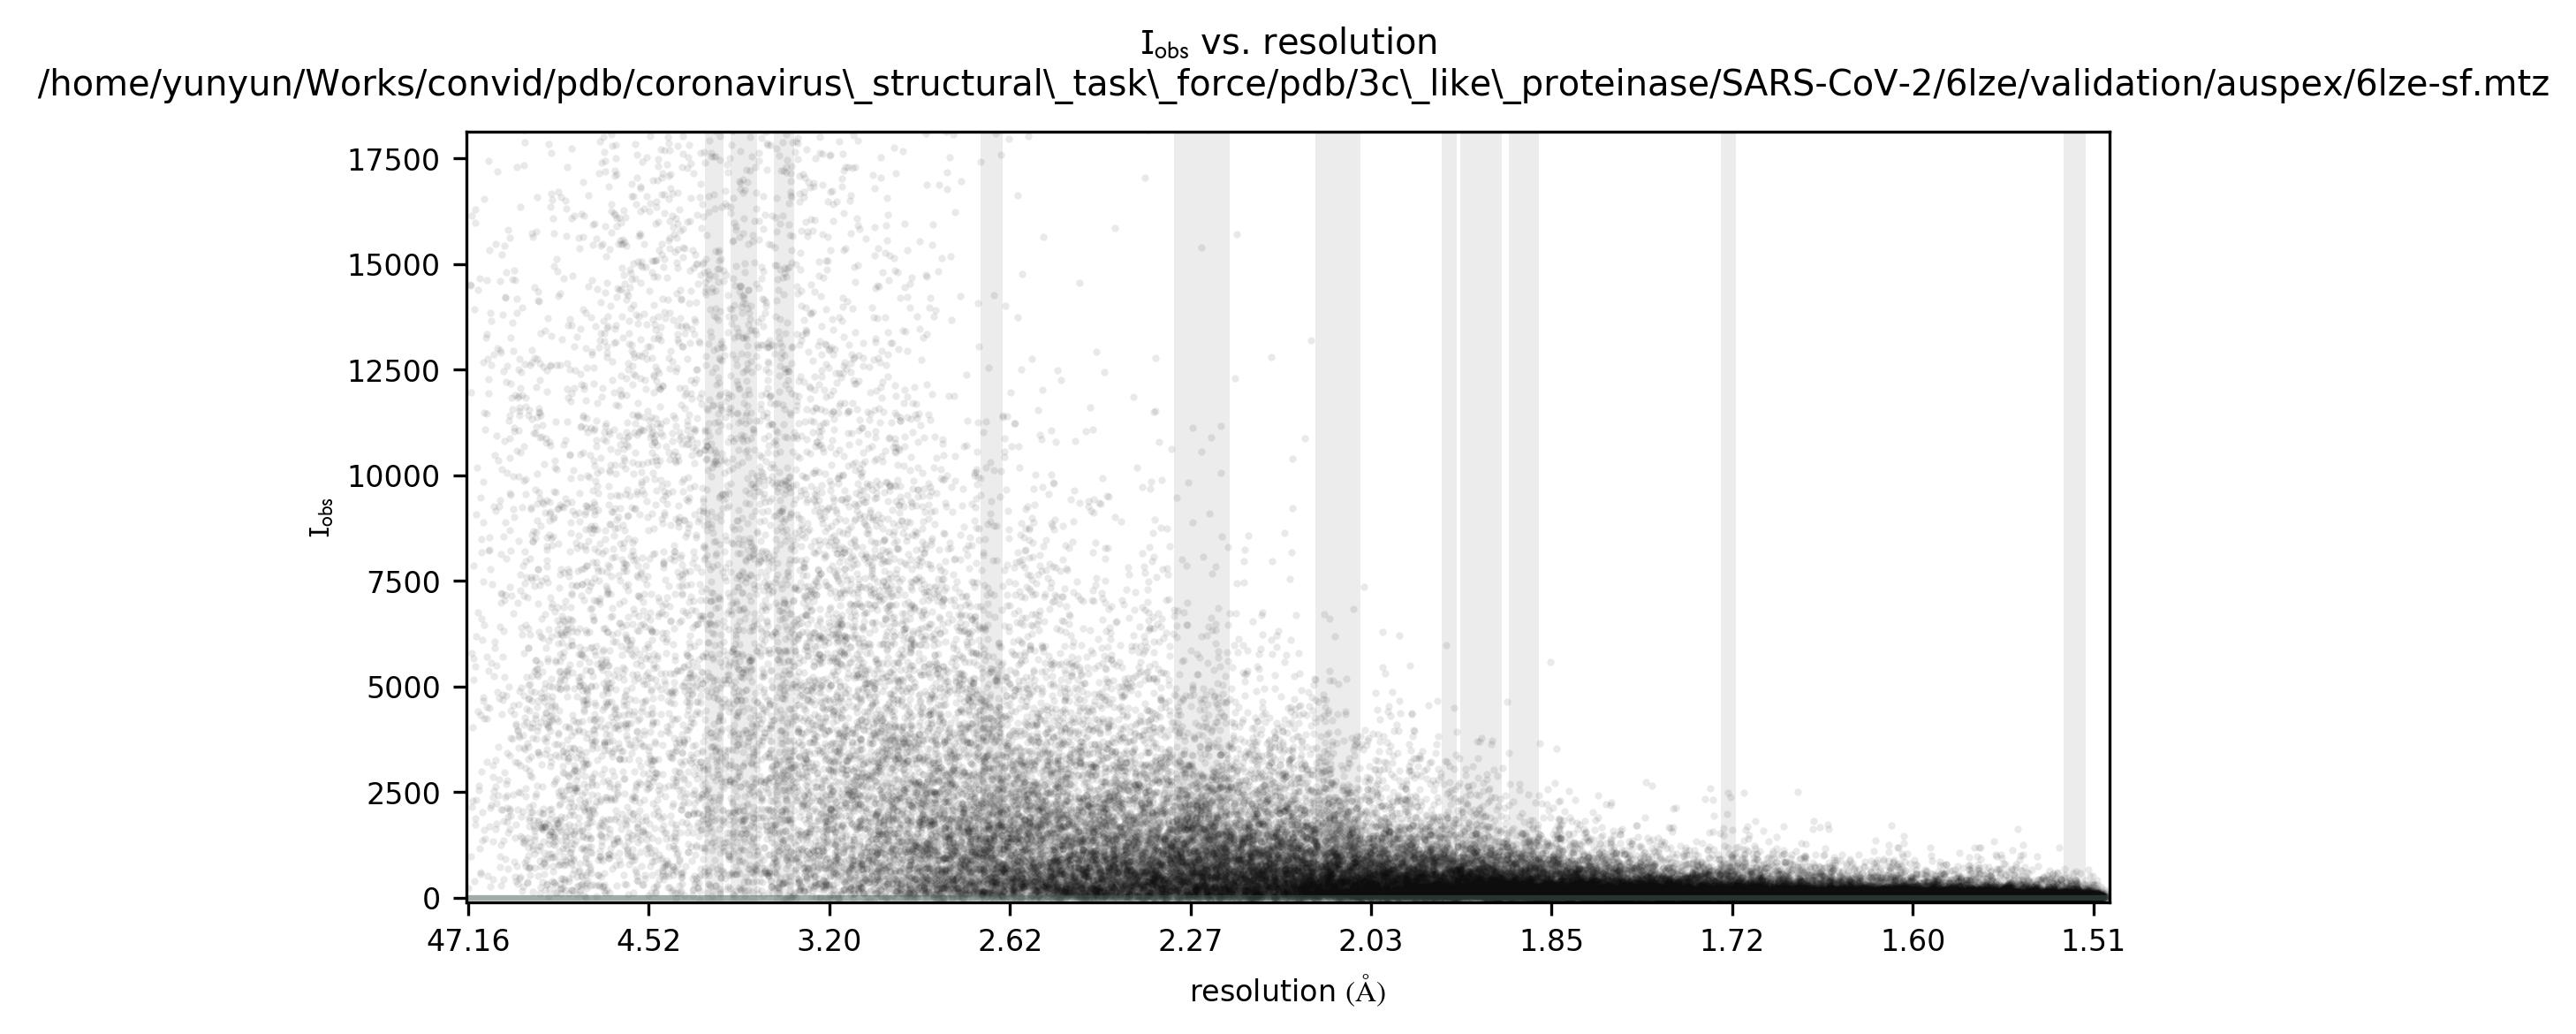 I_obs vs. resolution
/home/yunyun/Works/convid/pdb/coronavirus\_structural\_task\_force/pdb/3c\_like\_proteinase/SARS-CoV-2/6lze/validation/auspex/6lze-sf.mtz
17500
15000
12500
10000
7500
5000
2500
0
I_obs
47.16 4.52 3.20 2.62 2.27 2.03 1.85 1.72 1.60 1.51
resolution (Å)